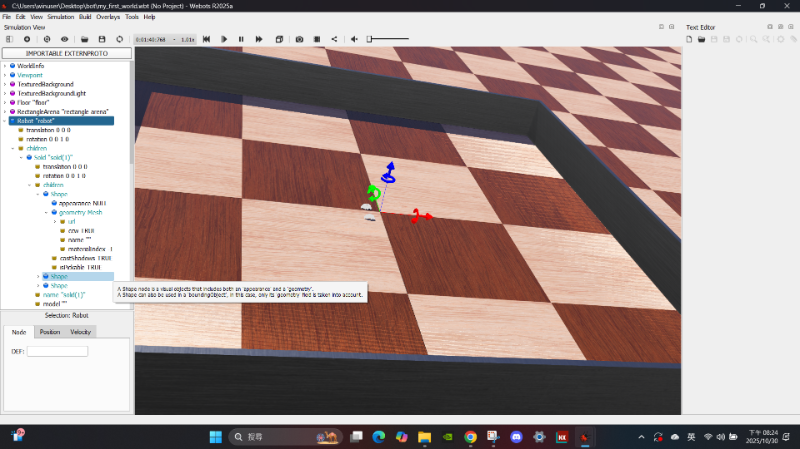 C:\Users\winuser\Desktop\bot\my_first_world.wbt (No Project) - Webots R2025a
File Edit View Simulation Build Overlays Tools Help
Simulation View
Text Editor
0:01:40:768 - 1.01x
IMPORTABLE EXTERNPROTO
WorldInfo
Viewpoint
TexturedBackground
TexturedBackgroundLight
Floor "floor"
RectangleArena "rectangle arena"
Robot "robot"
translation 0 0 0
rotation 0 0 1 0
children
Solid "solid(1)"
translation 0 0 0
rotation 0 0 1 0
children
Shape
appearance NULL
geometry Mesh
url
ccw TRUE
name ""
materialIndex -1
castShadows TRUE
isPickable TRUE
Shape
Shape
name "solid(1)"
model ""
A Shape node is a visual objects that includes both an 'appearance' and a 'geometry'.
A Shape can also be used in a 'boundingObject', in this case, only its 'geometry' field is taken into account.
Selection: Robot
Node Position Velocity
DEF:
搜尋
英
下午 08:24
2025/10/30